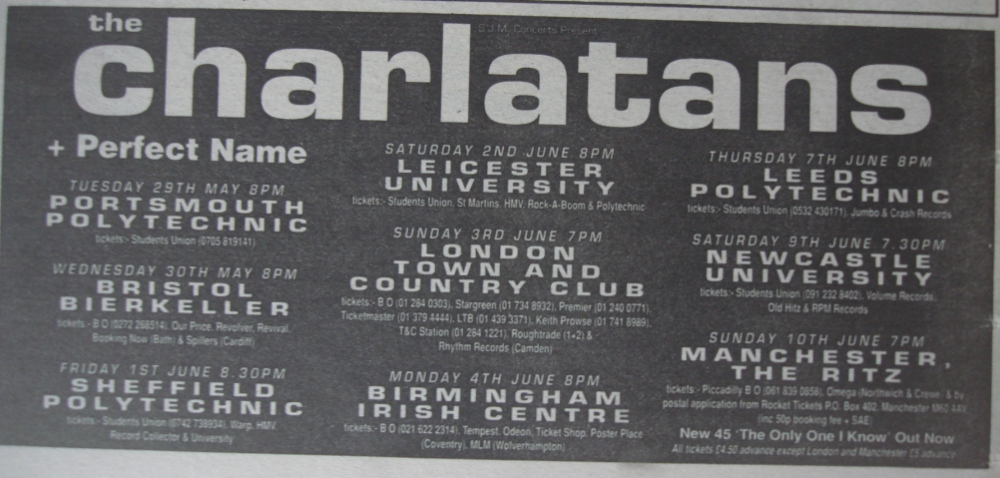 S.J.M. Concerts Present
the
charlatans
+ Perfect Name
TUESDAY 29TH MAY 8PM
PORTSMOUTH
POLYTECHNIC
tickets:- Students Union (0705 819141)
WEDNESDAY 30TH MAY 8PM
BRISTOL
BIERKELLER
tickets:- B O (0272 268514), Our Price, Revolver, Revival,
Booking Now (Bath) & Spillers (Cardiff)
FRIDAY 1ST JUNE 8.30PM
SHEFFIELD
POLYTECHNIC
tickets:- Students Union (0742 738934), Warp, HMV,
Record Collector & University
SATURDAY 2ND JUNE 8PM
LEICESTER
UNIVERSITY
tickets:- Students Union, St Martins, HMV, Rock-A-Boom & Polytechnic
SUNDAY 3RD JUNE 7PM
LONDON
TOWN AND
COUNTRY CLUB
tickets:- B O (01 284 0303), Stargreen (01 734 8932), Premier (01 240 0771),
Ticketmaster (01 379 4444), LTB (01 439 3371), Keith Prowse (01 741 8989),
T&C Station (01 284 1221), Roughtrade (1+2) &
Rhythm Records (Camden)
MONDAY 4TH JUNE 8PM
BIRMINGHAM
IRISH CENTRE
tickets:- B O (021 622 2314), Tempest, Odeon, Ticket Shop, Poster Place
(Coventry), MLM (Wolverhampton)
THURSDAY 7TH JUNE 8PM
LEEDS
POLYTECHNIC
tickets:- Students Union (0532 430171), Jumbo & Crash Records
SATURDAY 9TH JUNE 7.30PM
NEWCASTLE
UNIVERSITY
tickets:- Students Union (091 232 8402), Volume Records,
Old Hitz & RPM Records
SUNDAY 10TH JUNE 7PM
MANCHESTER,
THE RITZ
tickets:- Piccadilly B O (061 839 0858), Omega (Northwich & Crewe) & by
postal application from Rocket Tickets P.O. Box 402, Manchester M60 4AY
(inc 50p booking fee + SAE)
New 45 'The Only One I Know' Out Now
All tickets £4.50 advance except London and Manchester £5 advance